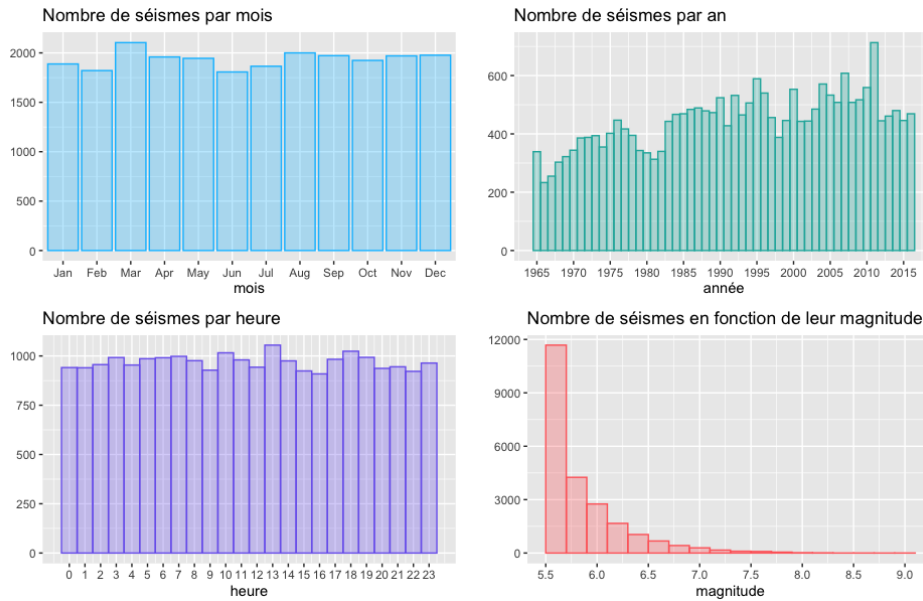 Nombre de séismes par mois
2000
1500
1000
500
0
Jan Feb Mar Apr May Jun Jul Aug Sep Oct Nov Dec
mois
Nombre de séismes par an
600
400
200
0
1965 1970 1975 1980 1985 1990 1995 2000 2005 2010 2015
année
Nombre de séismes par heure
1000
750
500
250
0
0 1 2 3 4 5 6 7 8 9 10 11 12 13 14 15 16 17 18 19 20 21 22 23
heure
Nombre de séismes en fonction de leur magnitude
12000
9000
6000
3000
0
5.5 6.0 6.5 7.0 7.5 8.0 8.5 9.0
magnitude